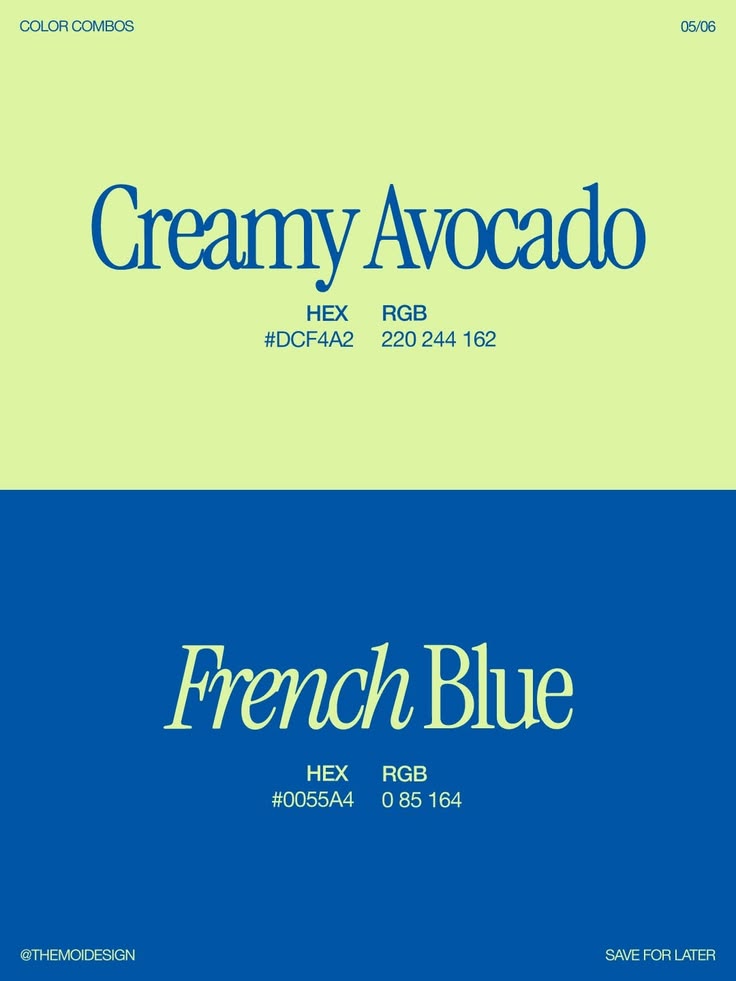 COLOR COMBOS
05/06
Creamy Avocado
HEX RGB
#DCF4A2 220 244 162
French Blue
HEX RGB
#0055A4 0 85 164
@THEMOIDESIGN
SAVE FOR LATER